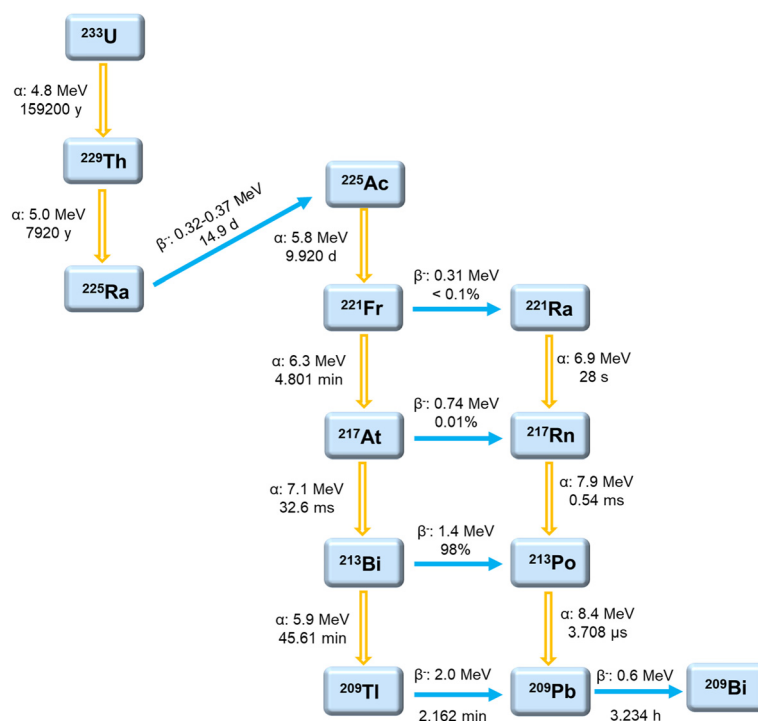 ²³³U
α: 4.8 MeV
159200 y
²²⁹Th
α: 5.0 MeV
7920 y
²²⁵Ra
β⁻: 0.32-0.37 MeV
14.9 d
²²⁵Ac
α: 5.8 MeV
9.920 d
²²¹Fr
β⁻: 0.31 MeV
< 0.1%
²²¹Ra
α: 6.3 MeV
4.801 min
α: 6.9 MeV
28 s
²¹⁷At
β⁻: 0.74 MeV
0.01%
²¹⁷Rn
α: 7.1 MeV
32.6 ms
α: 7.9 MeV
0.54 ms
²¹³Bi
β⁻: 1.4 MeV
98%
²¹³Po
α: 5.9 MeV
45.61 min
α: 8.4 MeV
3.708 µs
²⁰⁹Tl
β⁻: 2.0 MeV
2.162 min
²⁰⁹Pb
β⁻: 0.6 MeV
3.234 h
²⁰⁹Bi